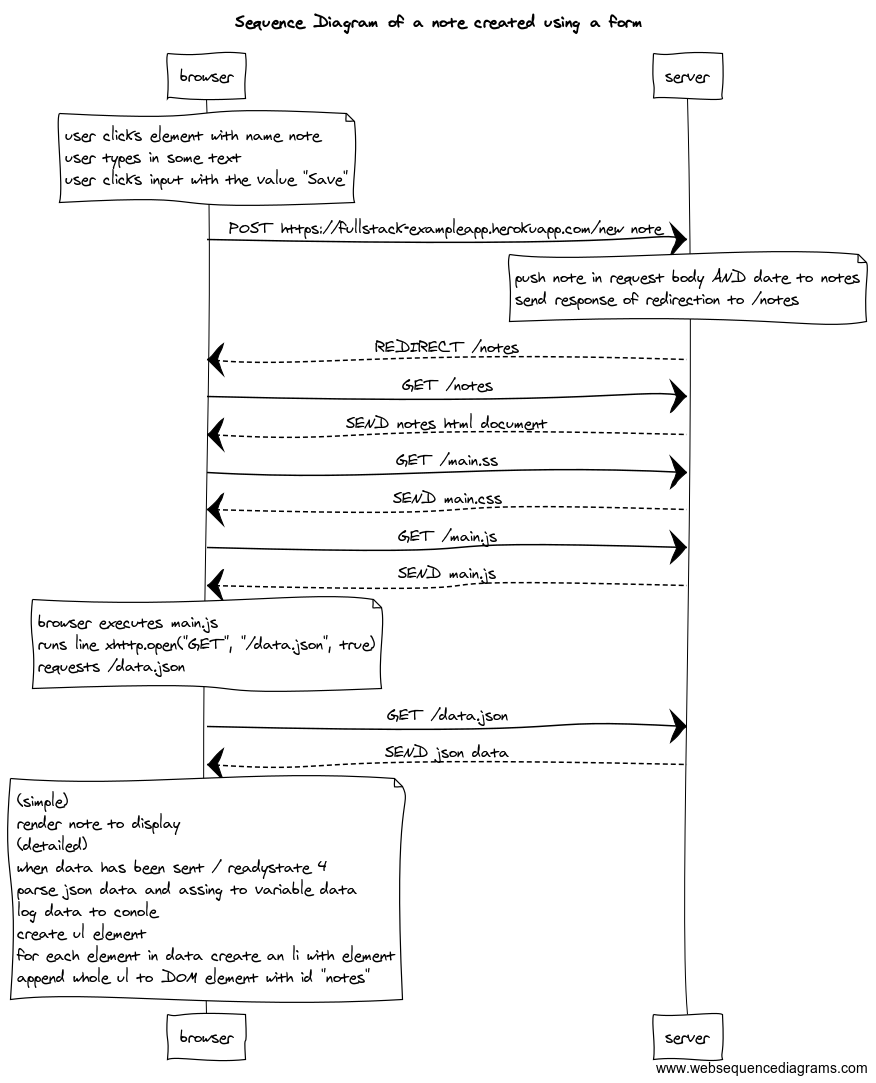 Sequence Diagram of a note created using a form
browser
server
user clicks element with name note
user types in some text
user clicks input with the value "Save"
POST https://fullstack-exampleapp.herokuapp.com/new note
push note in request body AND date to notes
send response of redirection to /notes
REDIRECT /notes
GET /notes
SEND notes html document
GET /main.ss
SEND main.css
GET /main.js
SEND main.js
browser executes main.js
runs line xhttp.open("GET", "/data.json", true)
requests /data.json
GET /data.json
SEND json data
(simple)
render note to display
(detailed)
when data has been sent / readystate 4
parse json data and assing to variable data
log data to conole
create ul element
for each element in data create an li with element
append whole ul to DOM element with id "notes"
browser
server
www.websequencediagrams.com